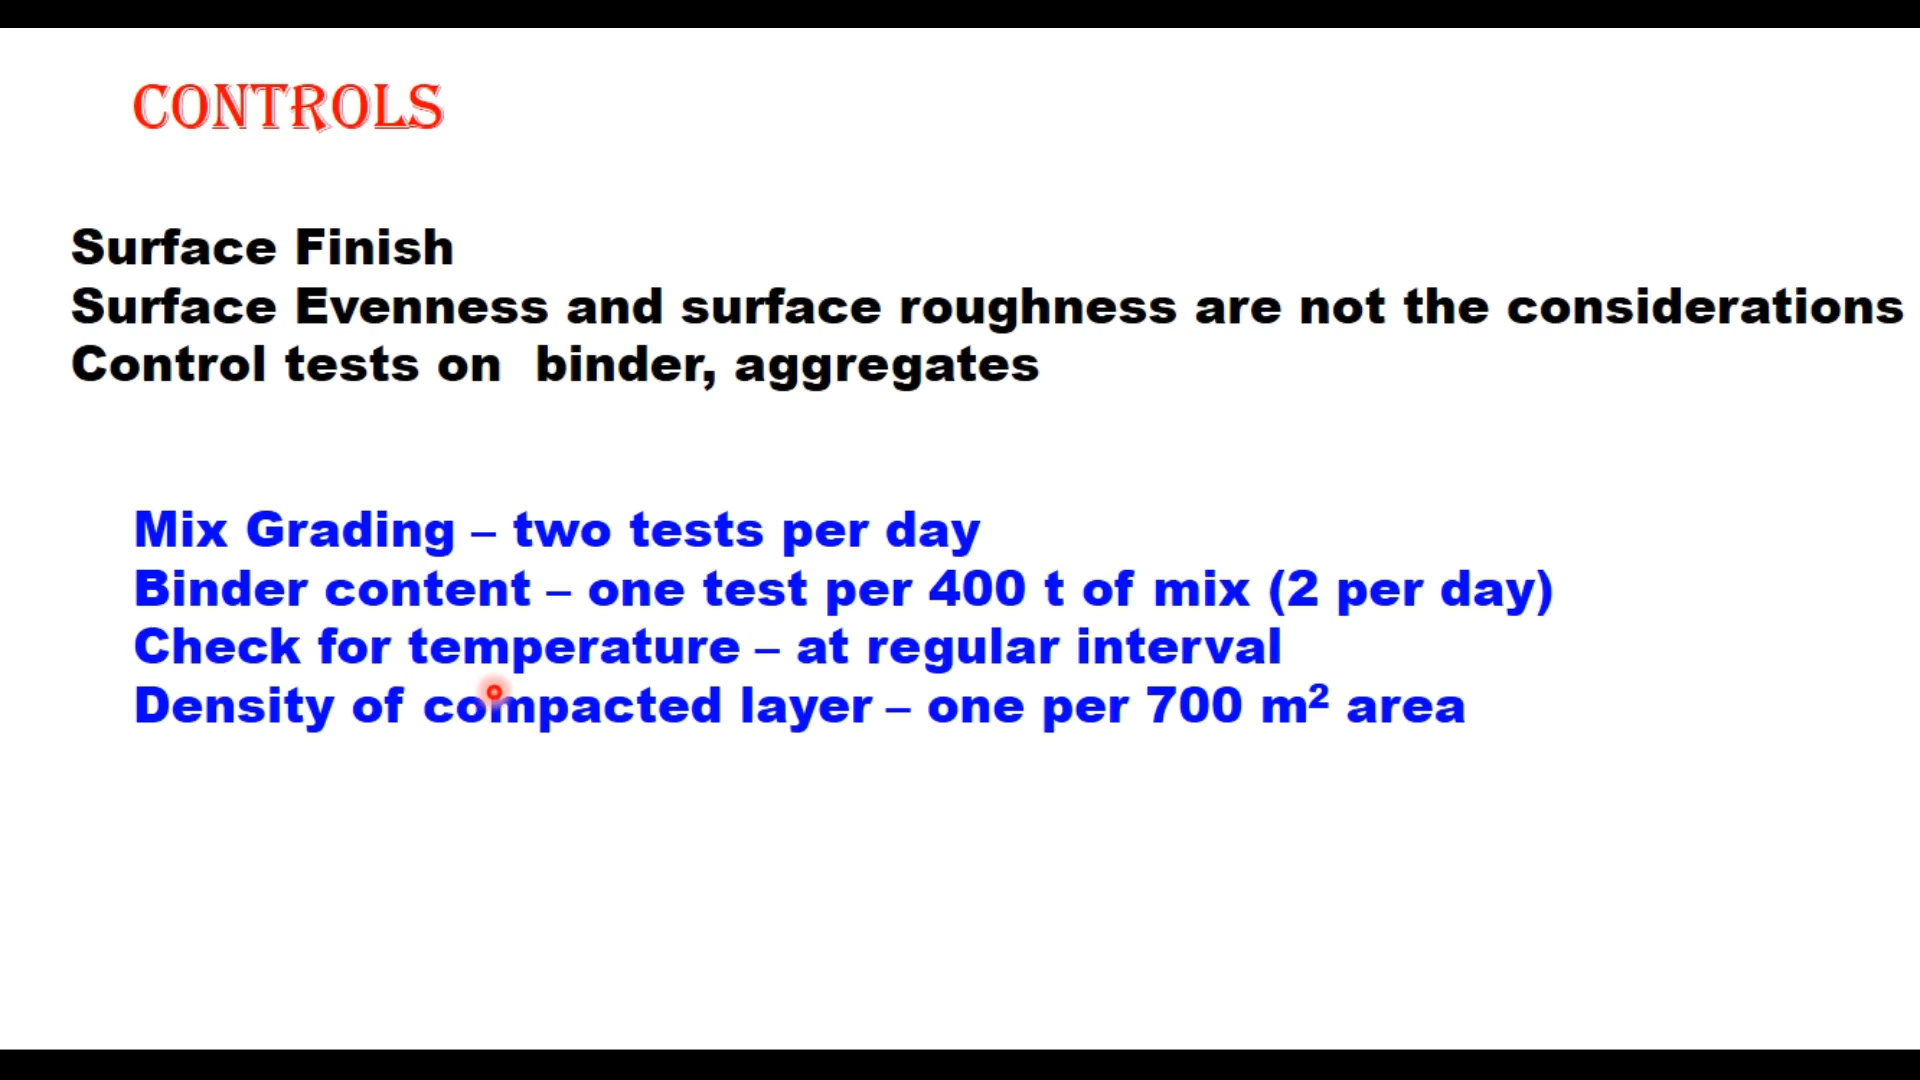 CONTROLS
Surface Finish
Surface Evenness and surface roughness are not the considerations
Control tests on binder, aggregates
Mix Grading – two tests per day
Binder content – one test per 400 t of mix (2 per day)
Check for temperature – at regular interval
Density of compacted layer – one per 700 m² area